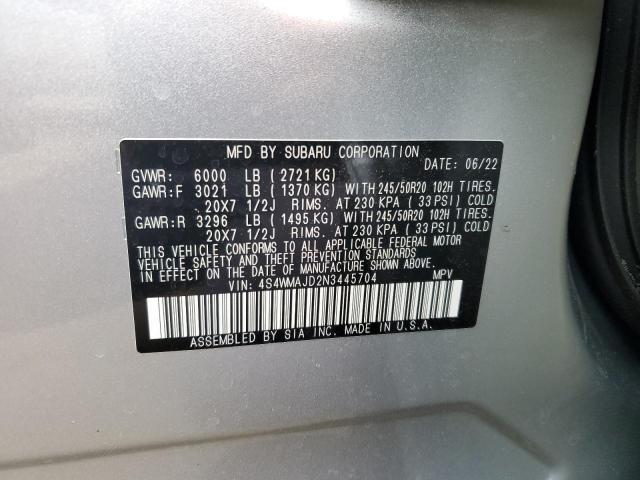 MFD BY SUBARU CORPORATION
DATE: 06/22
GVWR: 6000 LB ( 2721 KG)
GAWR:F 3021 LB ( 1370 KG) WITH 245/50R20 102H TIRES.
20X7 1/2J RIMS. AT 230 KPA ( 33 PSI) COLD
GAWR:R 3296 LB ( 1495 KG) WITH 245/50R20 102H TIRES.
20X7 1/2J RIMS. AT 230 KPA ( 33 PSI) COLD
THIS VEHICLE CONFORMS TO ALL APPLICABLE FEDERAL MOTOR
VEHICLE SAFETY AND THEFT PREVENTION STANDARDS
IN EFFECT ON THE DATE OF MANUFACTURE SHOWN ABOVE.
VIN: 4S4WMAJD2N3445704 MPV
ASSEMBLED BY SIA INC. MADE IN U.S.A.